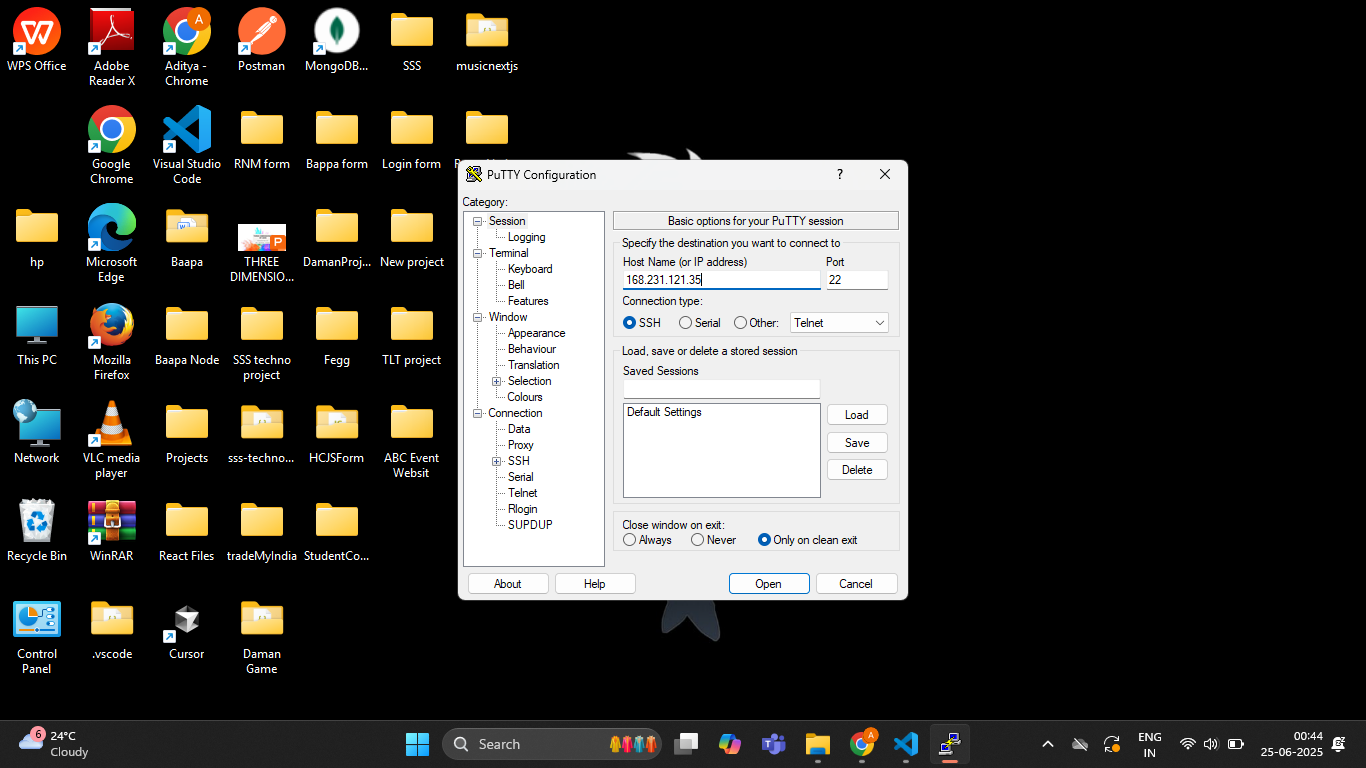 WPS Office
Adobe
Reader X
Aditya -
Chrome
Postman
MongoDB...
SSS
musicnextjs
Google
Chrome
Visual Studio
Code
RNM form
Bappa form
Login form
hp
Microsoft
Edge
Baapa
THREE
DIMENSIO...
DamanProj...
New project
This PC
Mozilla
Firefox
Baapa Node
SSS techno
project
Fegg
TLT project
Network
VLC media
player
Projects
sss-techno...
HCJSForm
ABC Event
Websit
Recycle Bin
WinRAR
React Files
tradeMyIndia
StudentCo...
Control
Panel
.vscode
Cursor
Daman
Game
PuTTY Configuration
?
Category:
Session
Logging
Terminal
Keyboard
Bell
Features
Window
Appearance
Behaviour
Translation
Selection
Colours
Connection
Data
Proxy
SSH
Serial
Telnet
Rlogin
SUPDUP
Basic options for your PuTTY session
Specify the destination you want to connect to
Host Name (or IP address) Port
168.231.121.35 22
Connection type:
SSH Serial Other: Telnet
Load, save or delete a stored session
Saved Sessions
Default Settings
Load
Save
Delete
Close window on exit:
Always Never Only on clean exit
About Help Open Cancel
6
24°C
Cloudy
Search
A
ENG
IN
00:44
25-06-2025